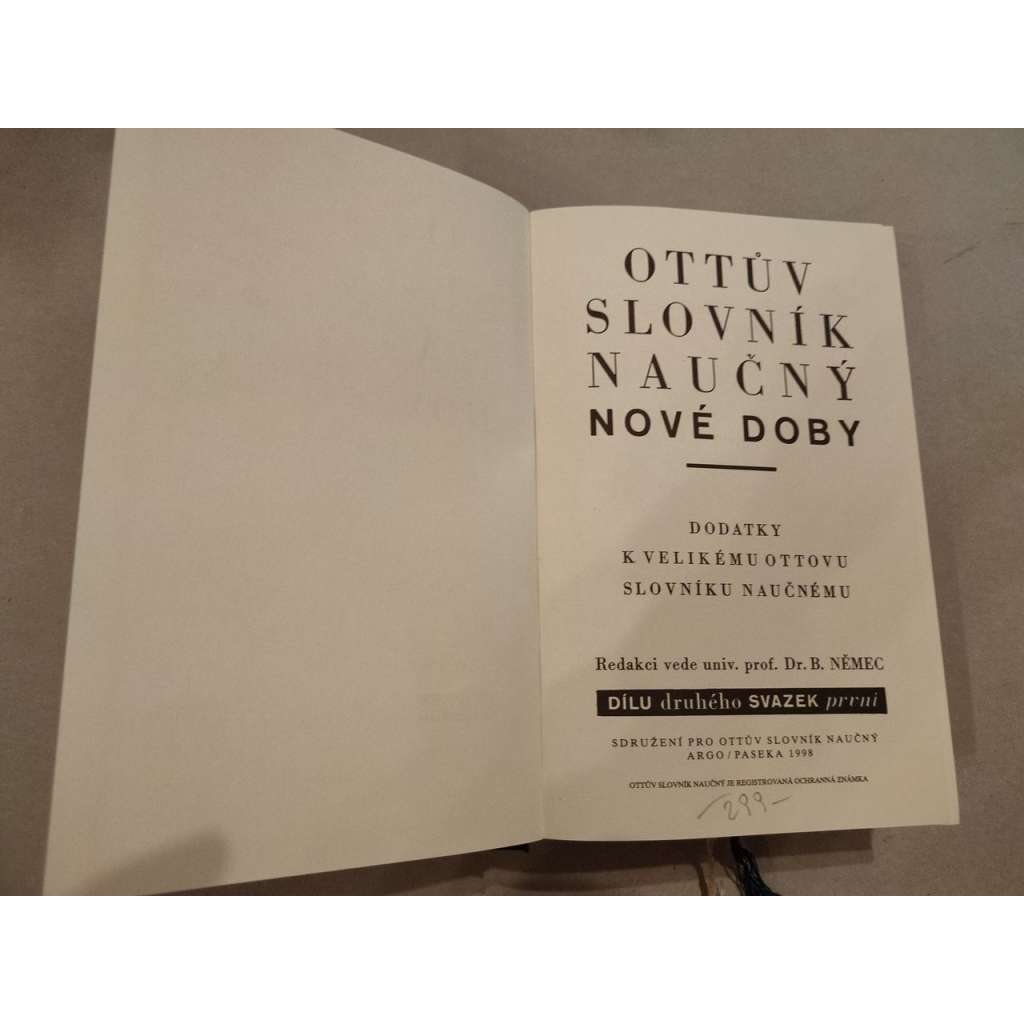 OTTŮV
SLOVNÍK
NAUČNÝ
NOVÉ DOBY
DODATKY
K VELIKÉMU OTTOVU
SLOVNÍKU NAUČNÉMU
Redakci vede univ. prof. Dr. B. NĚMEC
DÍLU druhého SVAZEK první
SDRUŽENÍ PRO OTTŮV SLOVNÍK NAUČNÝ
ARGO / PASEKA 1998
OTTŮV SLOVNÍK NAUČNÝ JE REGISTROVANÁ OCHRANNÁ ZNÁMKA
299–